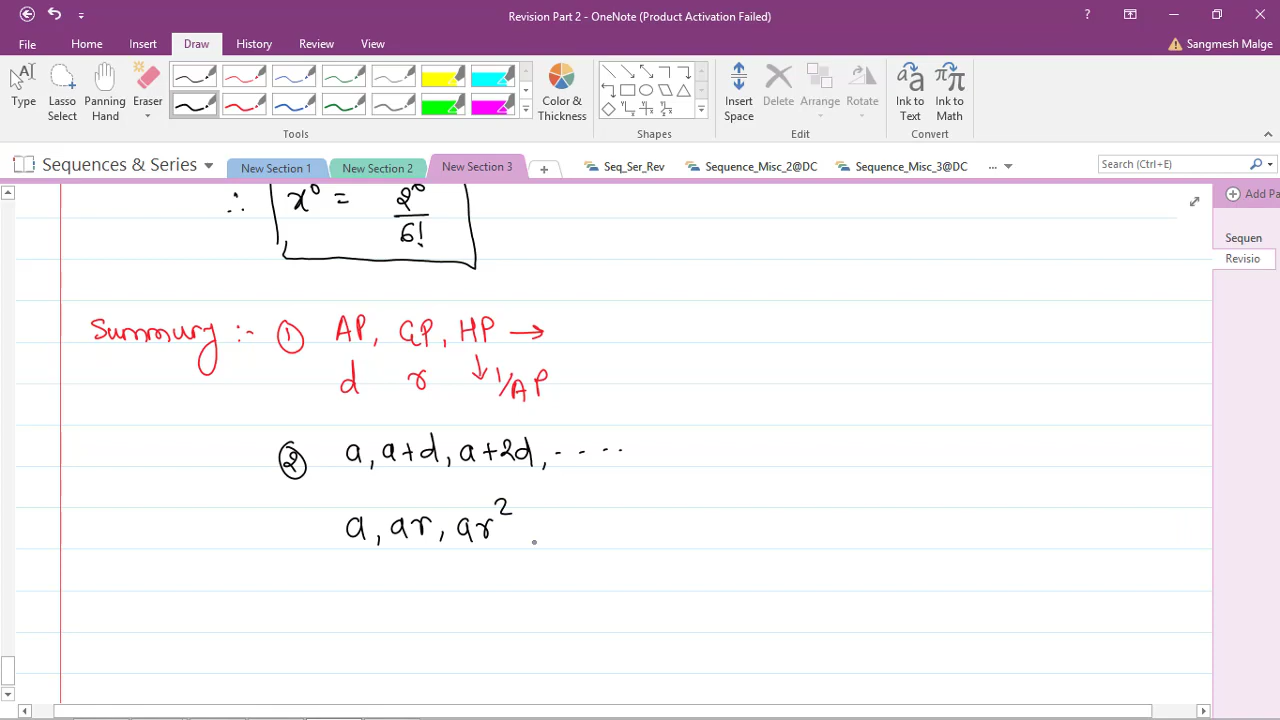 Revision Part 2 - OneNote (Product Activation Failed)
File Home Insert Draw History Review View Sangmesh Malge
Type Lasso Select Panning Hand Eraser Color & Thickness Insert Space Delete Arrange Rotate Ink to Text Ink to Math
Tools Shapes Edit Convert
Sequences & Series New Section 1 New Section 2 New Section 3 Seq_Ser_Rev Sequence_Misc_2@DC Sequence_Misc_3@DC ... Search (Ctrl+E)
Add Pa
Sequen
Revisio
6!
Summury :- ① AP, GP, HP →
d r ↓ 1/AP
② a, a+d, a+2d, .....
a, ar, ar²